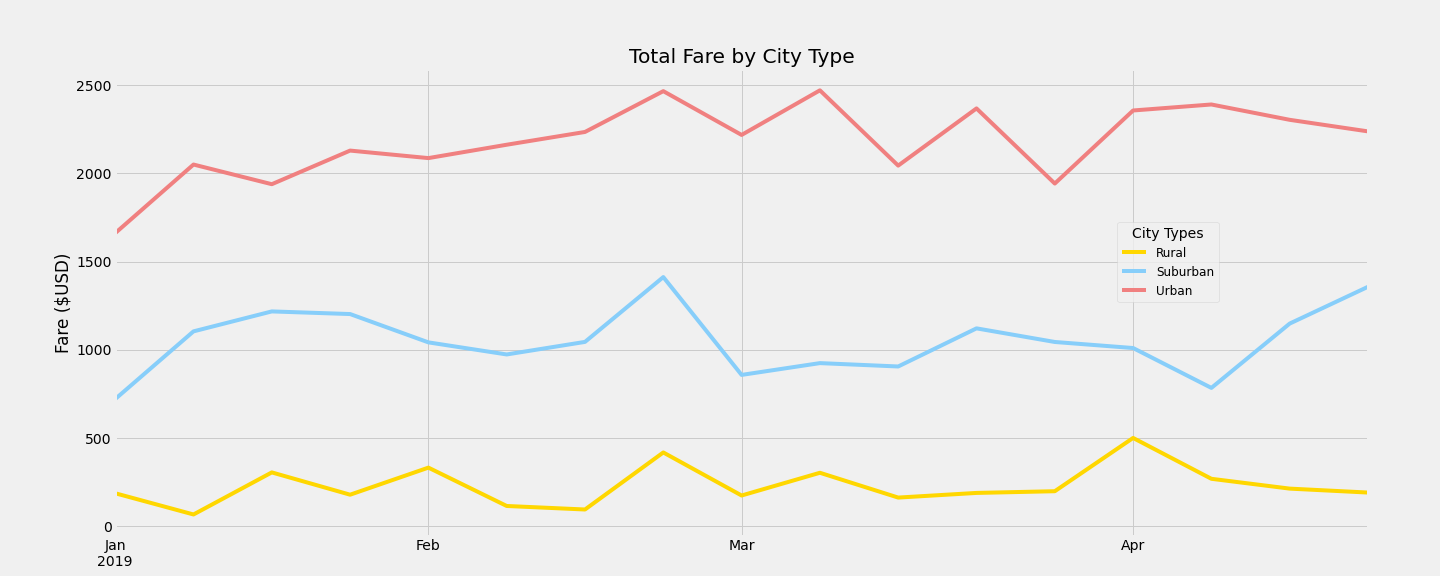 Total Fare by City Type
2500
2000
1500
1000
500
0
Fare ($USD)
City Types
Rural
Suburban
Urban
Jan Feb Mar Apr
2019